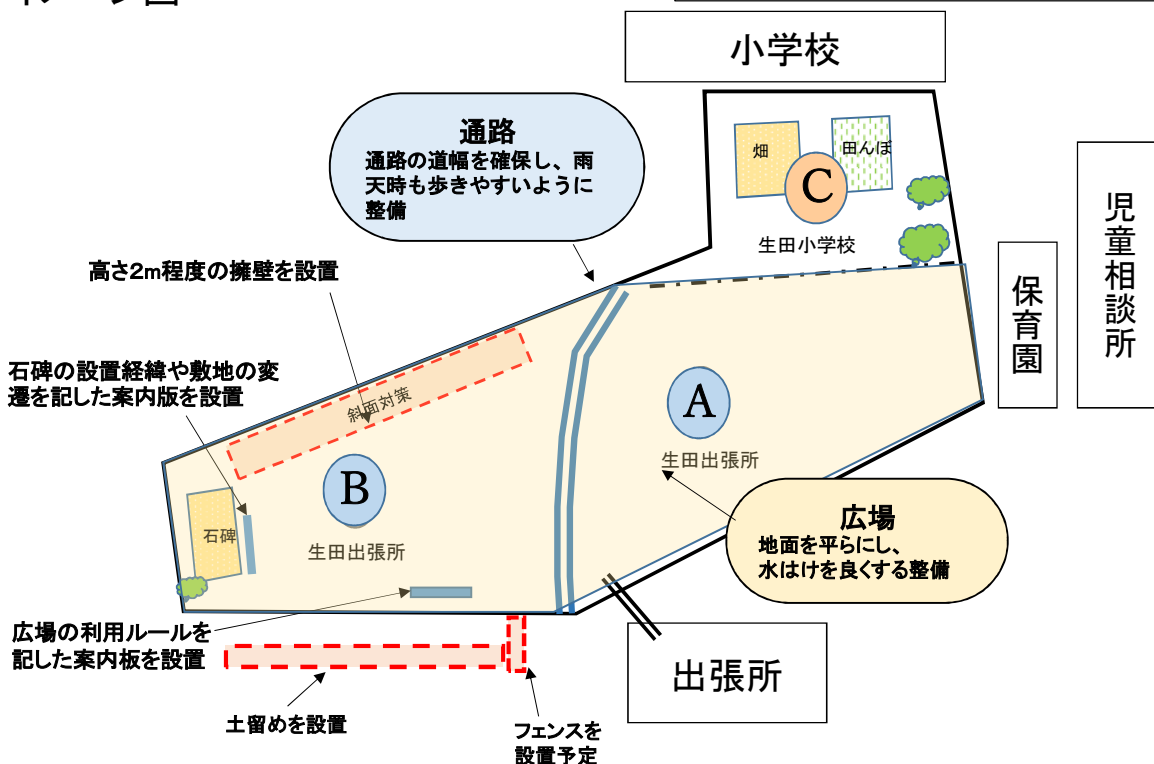 小学校
通路
通路の道幅を確保し、雨
天時も歩きやすいように
整備
畑
田んぼ
C
生田小学校
児童相談所
保育園
高さ2m程度の擁壁を設置
石碑の設置経緯や敷地の変
遷を記した案内版を設置
斜面対策
A
生田出張所
B
生田出張所
石碑
広場
地面を平らにし、
水はけを良くする整備
広場の利用ルールを
記した案内板を設置
出張所
土留めを設置
フェンスを
設置予定